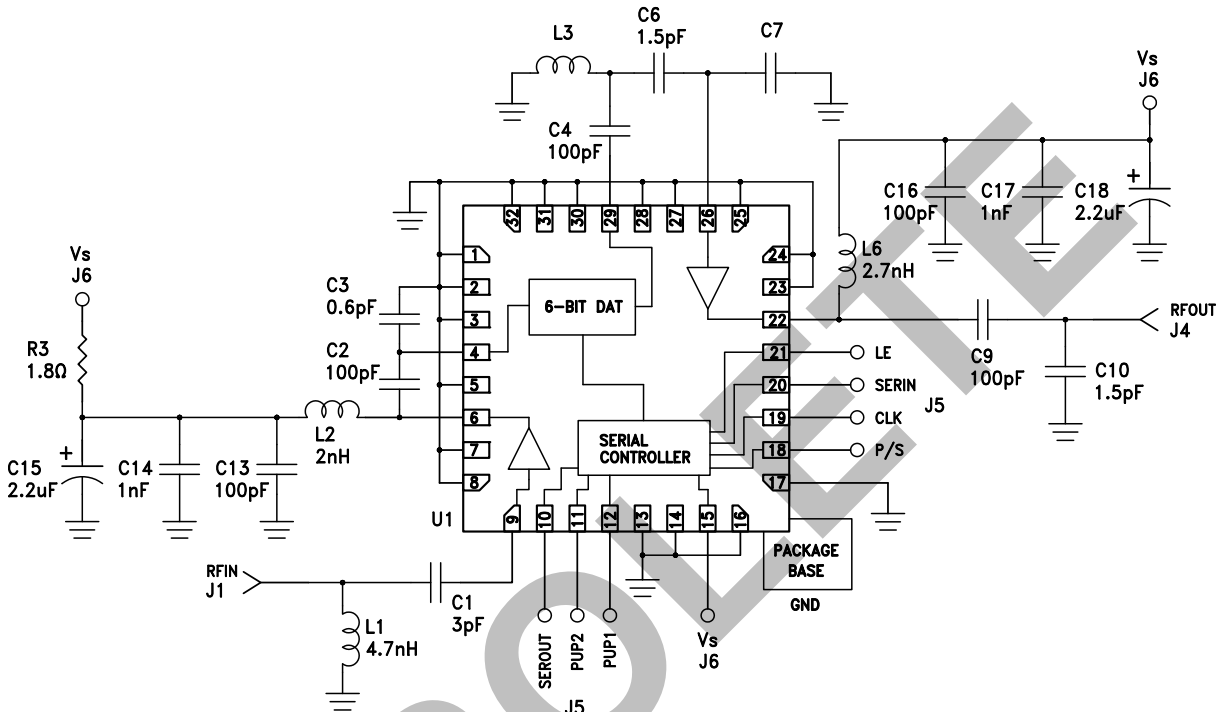 L3
C6
1.5pF
C7
C4
100pF
Vs
J6
C16
100pF
C17
1nF
C18
2.2uF
+
L6
2.7nH
32
31
30
29
28
27
26
25
1
2
3
4
5
6
7
8
24
23
22
21
20
19
18
17
9
10
11
12
13
14
15
16
6-BIT DAT
SERIAL
CONTROLLER
C3
0.6pF
C2
100pF
Vs
J6
R3
1.8Ω
L2
2nH
+
C15
2.2uF
C14
1nF
C13
100pF
U1
RFIN
J1
C1
3pF
L1
4.7nH
RFOUT
J4
C9
100pF
C10
1.5pF
LE
SERIN
CLK
P/S
J5
PACKAGE
BASE
GND
SEROUT
PUP2
PUP1
J5
Vs
J6
OLETE